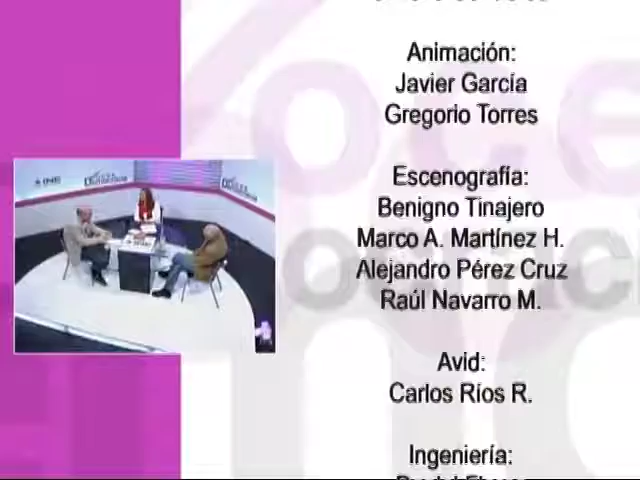 Animación:
Javier García
Gregorio Torres
Escenografía:
Benigno Tinajero
Marco A. Martínez H.
Alejandro Pérez Cruz
Raúl Navarro M.
Avid:
Carlos Ríos R.
Ingeniería: